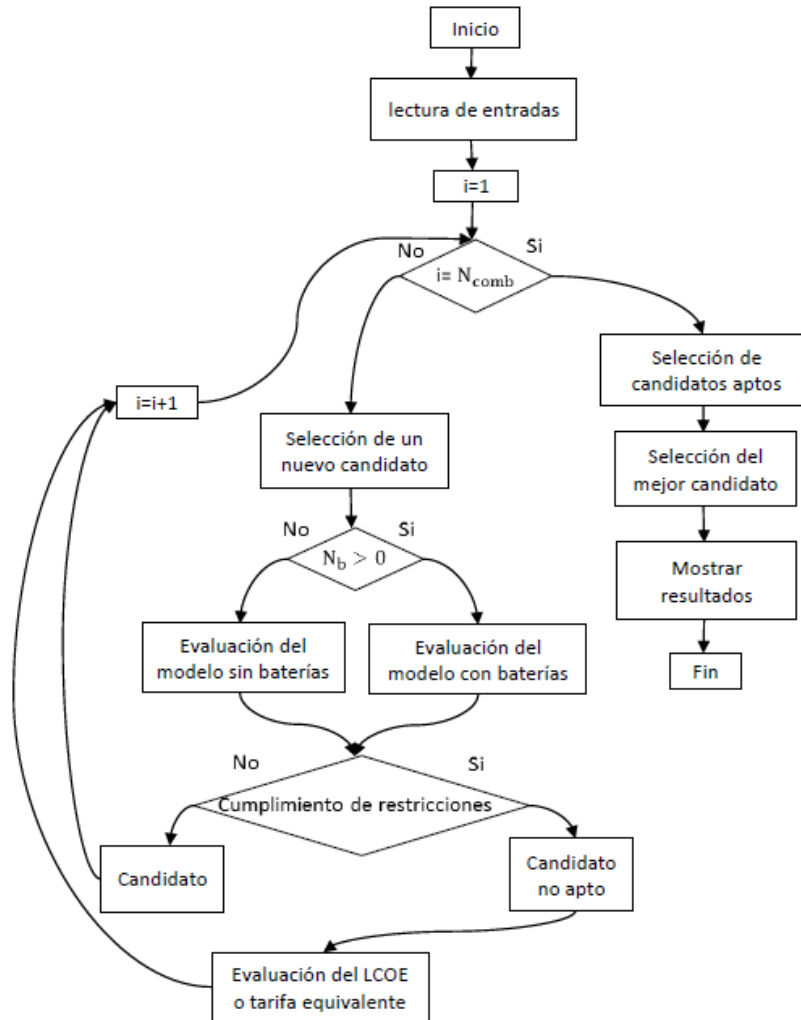 Inicio
lectura de entradas
i=1
No
Si
i= N_comb
Selección de
candidatos aptos
i=i+1
Selección de un
nuevo candidato
Selección del
mejor candidato
No
Si
N_b > 0
Mostrar
resultados
Evaluación del
modelo sin baterías
Evaluación del
modelo con baterías
Fin
No
Si
Cumplimiento de restricciones
Candidato
Candidato
no apto
Evaluación del LCOE
o tarifa equivalente